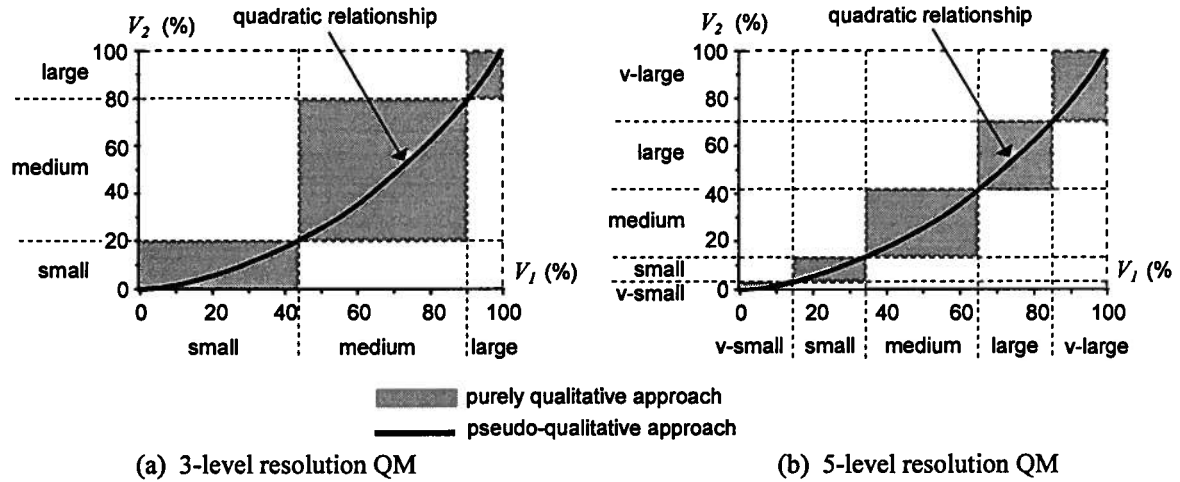 V₂ (%)
quadratic relationship
100
large
80
60
medium
40
20
small
0
V₁ (%)
0 20 40 60 80 100
small medium large
V₂ (%)
quadratic relationship
100
v-large
80
60
large
40
medium
20
small
0
v-small
V₁ (%
0 20 40 60 80 100
v-small small medium large v-large
purely qualitative approach
pseudo-qualitative approach
(a) 3-level resolution QM
(b) 5-level resolution QM